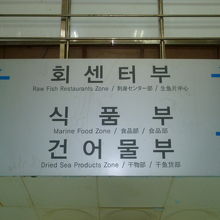 회센터부
Raw Fish Restaurants Zone / 刺身センター部 / 生鱼片中心
식품부
Marine Food Zone / 食品部 / 食品部
건어물부
Dried Sea Products Zone / 干物部 / 干鱼货部